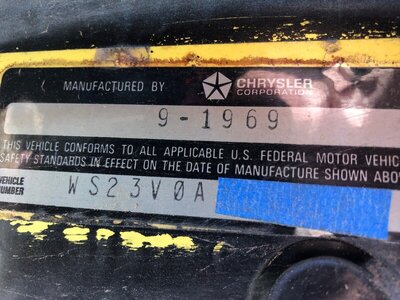 MANUFACTURED BY CHRYSLER
CORPORATION
9-1969
THIS VEHICLE CONFORMS TO ALL APPLICABLE U.S. FEDERAL MOTOR VEHIC
SAFETY STANDARDS IN EFFECT ON THE DATE OF MANUFACTURE SHOWN ABO
VEHICLE
NUMBER
WS23V0A